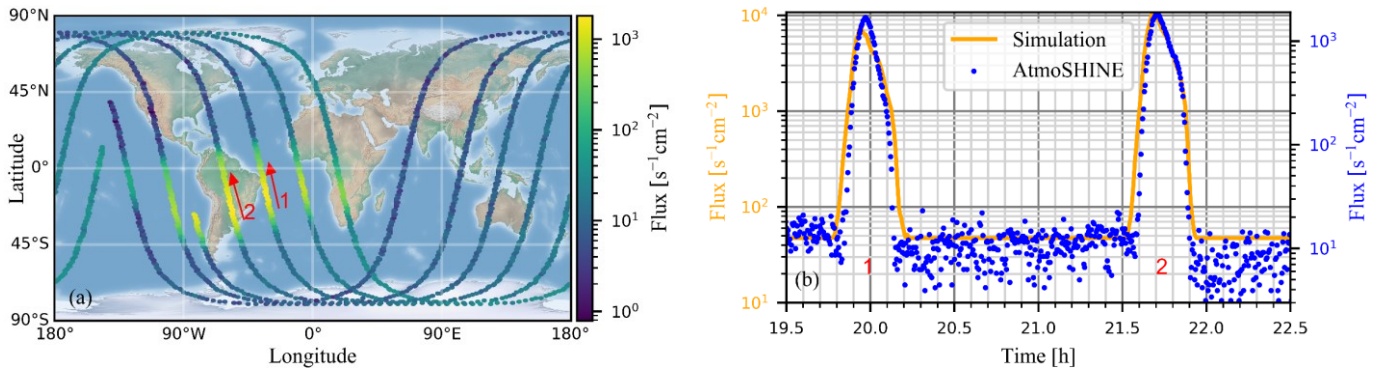 90°N
45°N
0°
45°S
90°S
Latitude
180°
90°W
0°
90°E
180°
Longitude
(a)
1
2
10³
10²
10¹
10⁰
Flux [s⁻¹cm⁻²]
10⁴
10³
10²
10¹
Flux [s⁻¹cm⁻²]
Simulation
AtmoSHINE
(b)
1
2
19.5
20.0
20.5
21.0
21.5
22.0
22.5
Time [h]
10³
10²
10¹
Flux [s⁻¹cm⁻²]